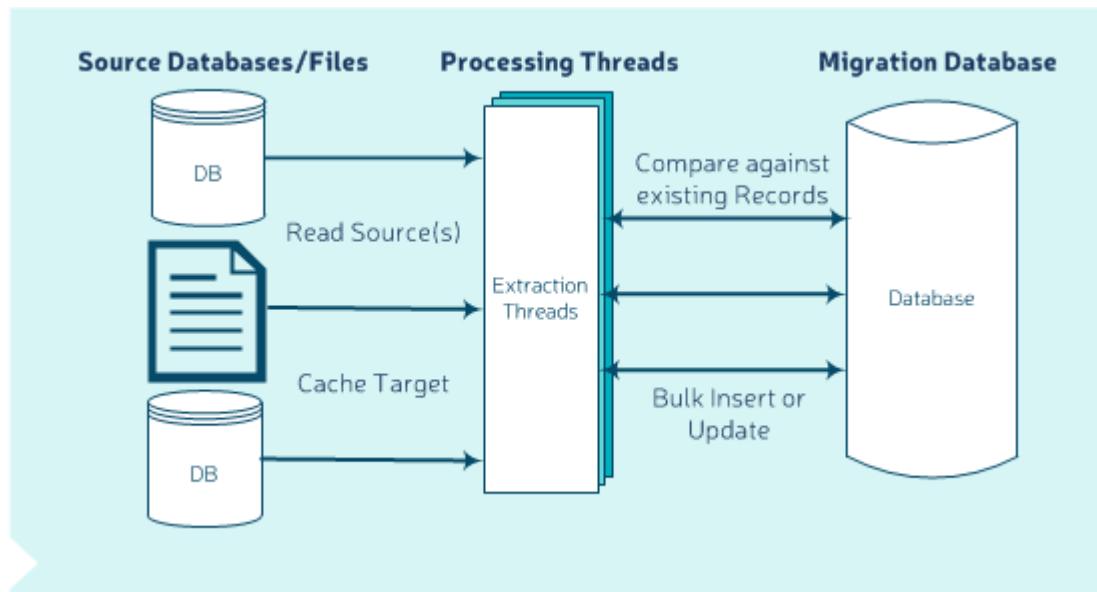 Source Databases/Files
Processing Threads
Migration Database
DB
Compare against
existing Records
Read Source(s)
Extraction
Threads
Database
Cache Target
Bulk Insert or
Update
DB